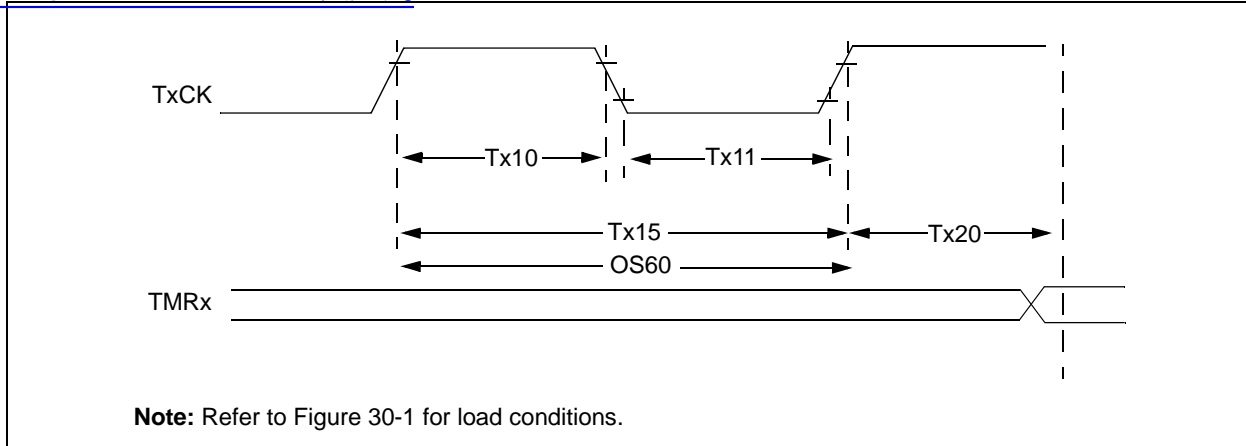 TxCK
Tx10
Tx11
Tx15
Tx20
OS60
TMRx
Note: Refer to Figure 30-1 for load conditions.